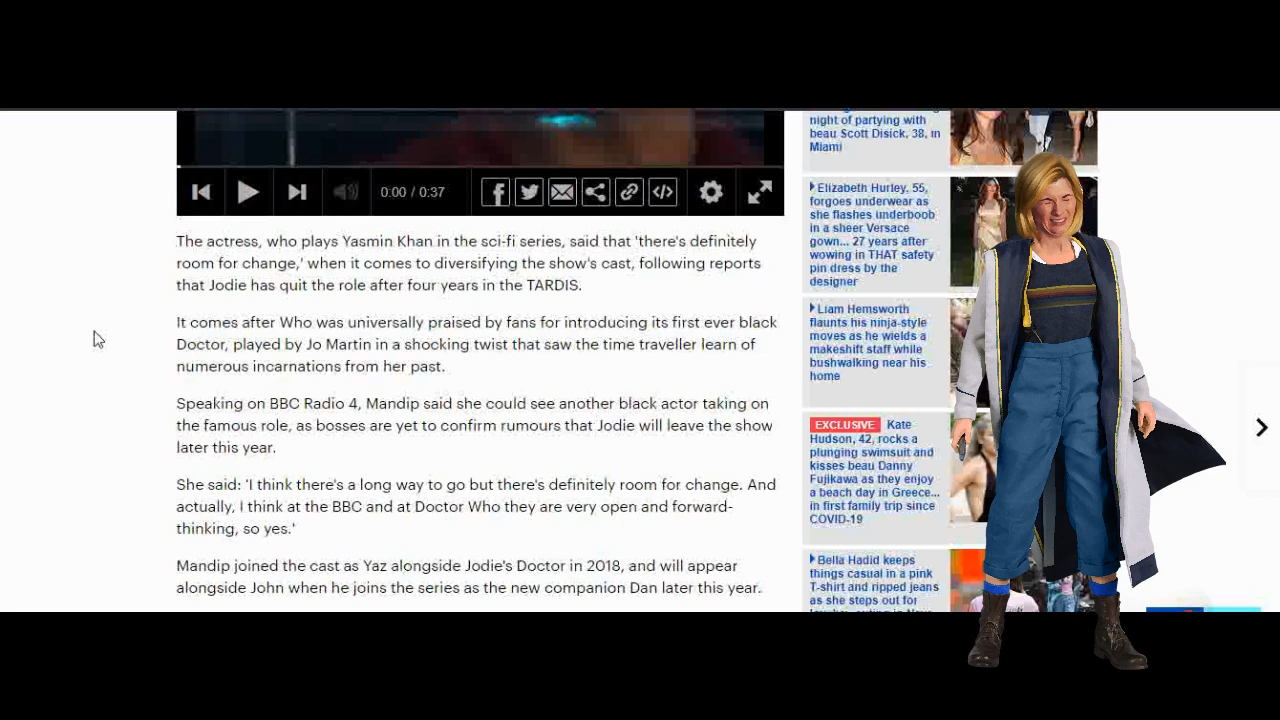 0:00 / 0:37
The actress, who plays Yasmin Khan in the sci-fi series, said that 'there's definitely
room for change,' when it comes to diversifying the show's cast, following reports
that Jodie has quit the role after four years in the TARDIS.
It comes after Who was universally praised by fans for introducing its first ever black
Doctor, played by Jo Martin in a shocking twist that saw the time traveller learn of
numerous incarnations from her past.
Speaking on BBC Radio 4, Mandip said she could see another black actor taking on
the famous role, as bosses are yet to confirm rumours that Jodie will leave the show
later this year.
She said: 'I think there's a long way to go but there's definitely room for change. And
actually, I think at the BBC and at Doctor Who they are very open and forward-
thinking, so yes.'
Mandip joined the cast as Yaz alongside Jodie's Doctor in 2018, and will appear
alongside John when he joins the series as the new companion Dan later this year.
night of partying with
beau Scott Disick, 38, in
Miami
Elizabeth Hurley, 55,
forgoes underwear as
she flashes underboob
in a sheer Versace
gown... 27 years after
wowing in THAT safety
pin dress by the
designer
Liam Hemsworth
flaunts his ninja-style
moves as he wields a
makeshift staff while
bushwalking near his
home
EXCLUSIVE Kate
Hudson, 42, rocks a
plunging swimsuit and
kisses beau Danny
Fujikawa as they enjoy
a beach day in Greece...
in first family trip since
COVID-19
Bella Hadid keeps
things casual in a pink
T-shirt and ripped jeans
as she steps out for